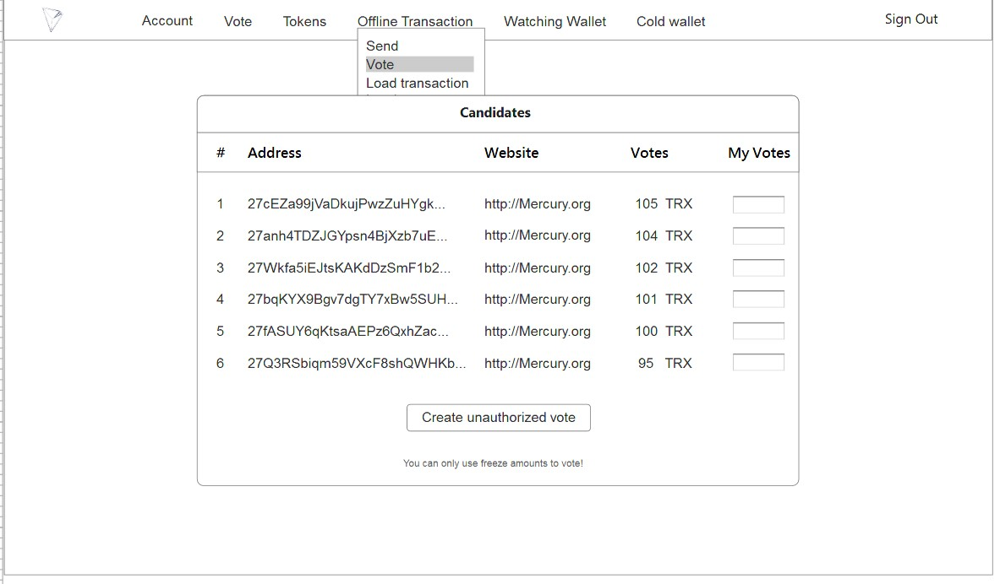 Account Vote Tokens Offline Transaction Watching Wallet Cold wallet Sign Out
Send
Vote
Load transaction
Candidates
# Address Website Votes My Votes
1 27cEZa99jVaDkujPwzZuHYgk... http://Mercury.org 105 TRX
2 27anh4TDZJGYpsn4BjXzb7uE... http://Mercury.org 104 TRX
3 27Wkfa5iEJtsKAKdDzSmF1b2... http://Mercury.org 102 TRX
4 27bqKYX9Bgv7dgTY7xBw5SUH... http://Mercury.org 101 TRX
5 27fASUY6qKtsaAEPz6QxhZac... http://Mercury.org 100 TRX
6 27Q3RSbiqm59VXcF8shQWHKb... http://Mercury.org 95 TRX
Create unauthorized vote
You can only use freeze amounts to vote!